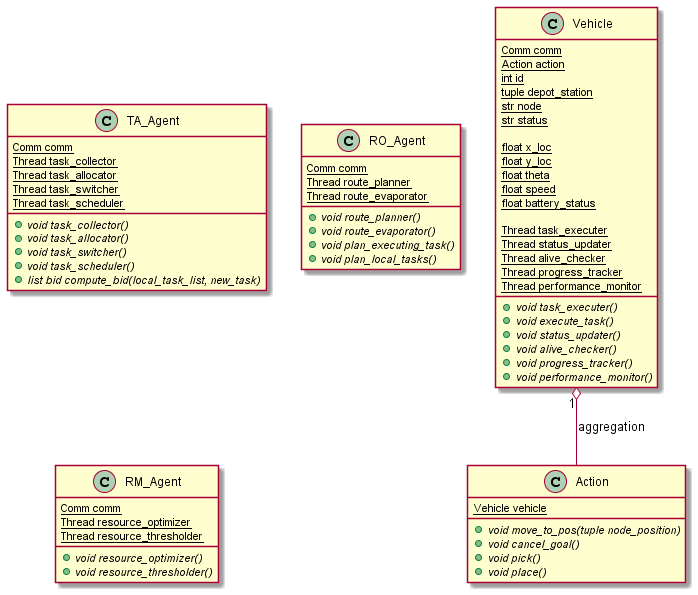 C Vehicle
Comm comm
Action action
int id
tuple depot_station
str node
str status
float x_loc
float y_loc
float theta
float speed
float battery_status
Thread task_executer
Thread status_updater
Thread alive_checker
Thread progress_tracker
Thread performance_monitor
void task_executer()
void execute_task()
void status_updater()
void alive_checker()
void progress_tracker()
void performance_monitor()
C TA_Agent
Comm comm
Thread task_collector
Thread task_allocator
Thread task_switcher
Thread task_scheduler
void task_collector()
void task_allocator()
void task_switcher()
void task_scheduler()
list bid compute_bid(local_task_list, new_task)
C RO_Agent
Comm comm
Thread route_planner
Thread route_evaporator
void route_planner()
void route_evaporator()
void plan_executing_task()
void plan_local_tasks()
1
aggregation
C RM_Agent
Comm comm
Thread resource_optimizer
Thread resource_thresholder
void resource_optimizer()
void resource_thresholder()
C Action
Vehicle vehicle
void move_to_pos(tuple node_position)
void cancel_goal()
void pick()
void place()